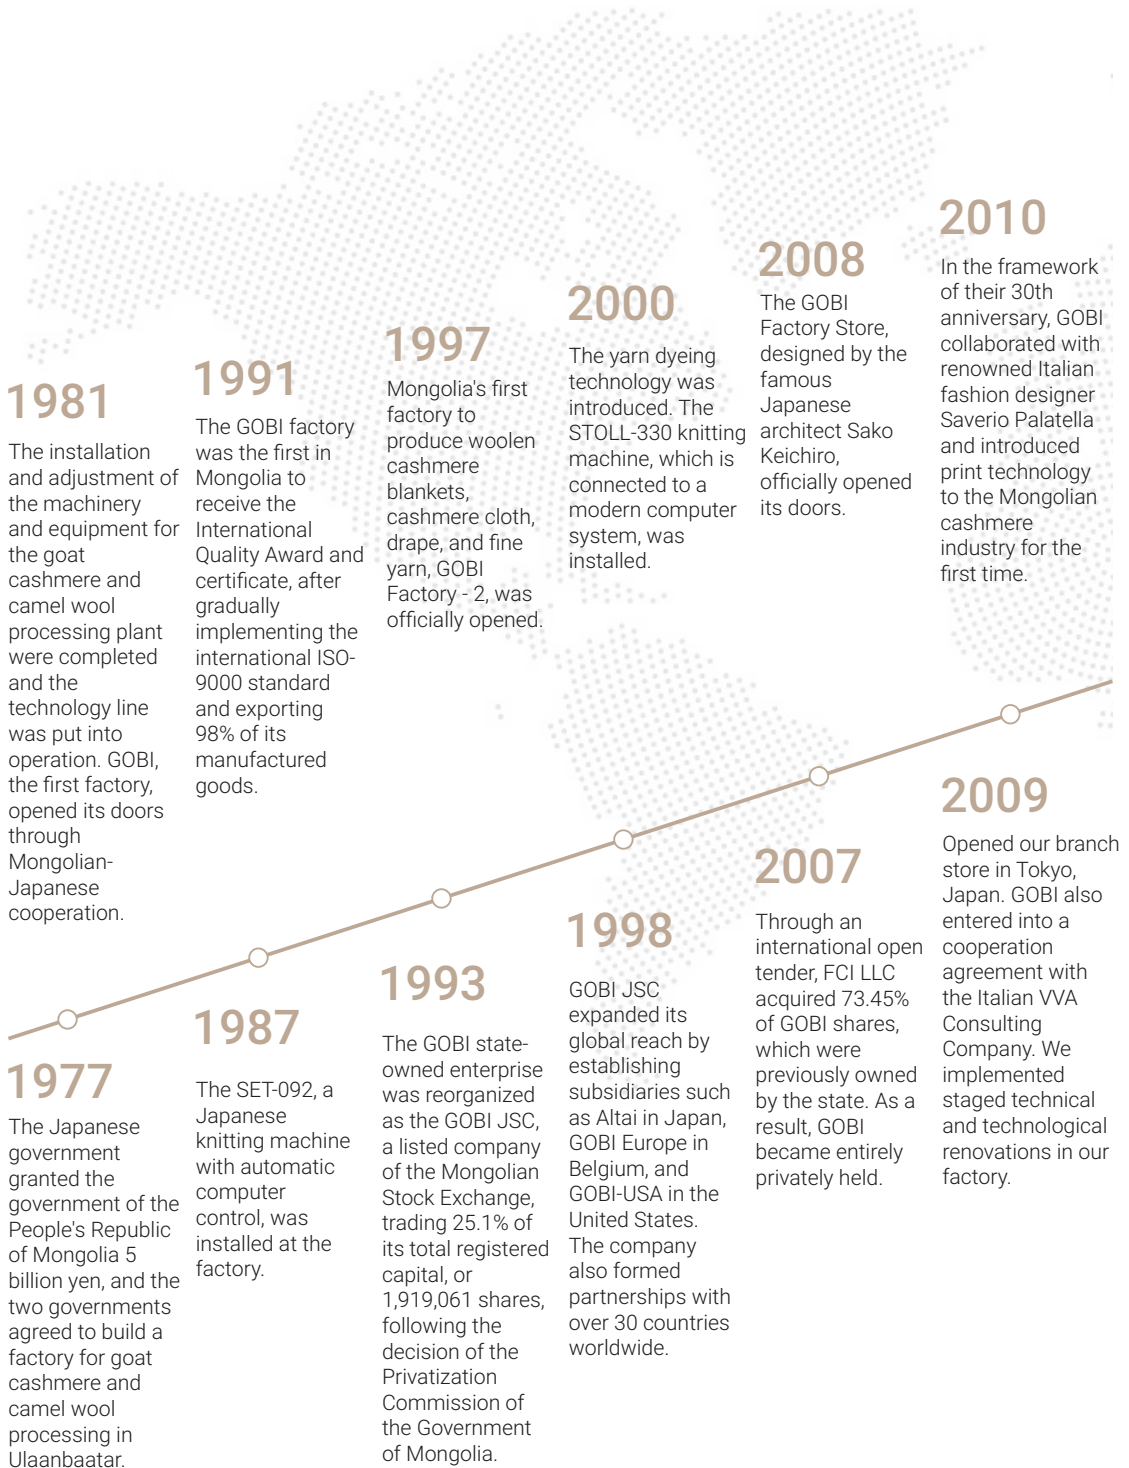 1981
The installation
and adjustment of
the machinery
and equipment for
the goat
cashmere and
camel wool
processing plant
were completed
and the
technology line
was put into
operation. GOBI,
the first factory,
opened its doors
through
Mongolian-
Japanese
cooperation.
1991
The GOBI factory
was the first in
Mongolia to
receive the
International
Quality Award and
certificate, after
gradually
implementing the
international ISO-
9000 standard
and exporting
98% of its
manufactured
goods.
1997
Mongolia's first
factory to
produce woolen
cashmere
blankets,
cashmere cloth,
drape, and fine
yarn, GOBI
Factory - 2, was
officially opened.
2000
The yarn dyeing
technology was
introduced. The
STOLL-330 knitting
machine, which is
connected to a
modern computer
system, was
installed.
2008
The GOBI
Factory Store,
designed by the
famous
Japanese
architect Sako
Keichiro,
officially opened
its doors.
2010
In the framework
of their 30th
anniversary, GOBI
collaborated with
renowned Italian
fashion designer
Saverio Palatella
and introduced
print technology
to the Mongolian
cashmere
industry for the
first time.
1977
The Japanese
government
granted the
government of the
People's Republic
of Mongolia 5
billion yen, and the
two governments
agreed to build a
factory for goat
cashmere and
camel wool
processing in
Ulaanbaatar.
1987
The SET-092, a
Japanese
knitting machine
with automatic
computer
control, was
installed at the
factory.
1993
The GOBI state-
owned enterprise
was reorganized
as the GOBI JSC,
a listed company
of the Mongolian
Stock Exchange,
trading 25.1% of
its total registered
capital, or
1,919,061 shares,
following the
decision of the
Privatization
Commission of
the Government
of Mongolia.
1998
GOBI JSC
expanded its
global reach by
establishing
subsidiaries such
as Altai in Japan,
GOBI Europe in
Belgium, and
GOBI-USA in the
United States.
The company
also formed
partnerships with
over 30 countries
worldwide.
2007
Through an
international open
tender, FCI LLC
acquired 73.45%
of GOBI shares,
which were
previously owned
by the state. As a
result, GOBI
became entirely
privately held.
2009
Opened our branch
store in Tokyo,
Japan. GOBI also
entered into a
cooperation
agreement with
the Italian VVA
Consulting
Company. We
implemented
staged technical
and technological
renovations in our
factory.